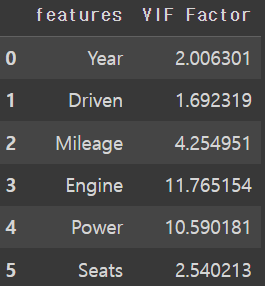 features VIF Factor
0 Year 2.006301
1 Driven 1.692319
2 Mileage 4.254951
3 Engine 11.765154
4 Power 10.590181
5 Seats 2.540213